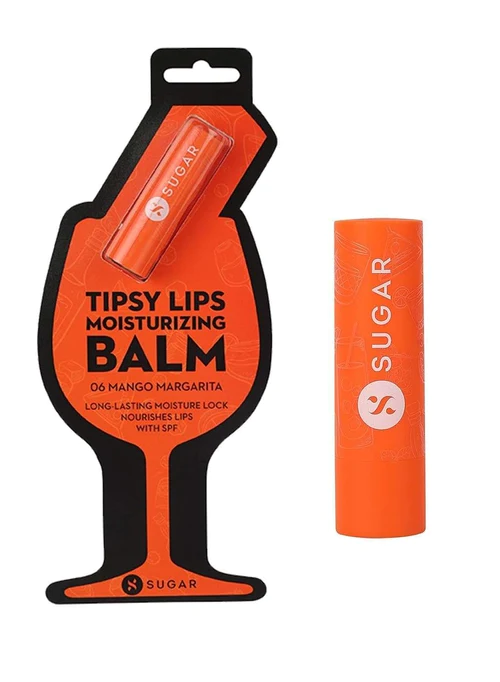 SUGAR
TIPSY LIPS
MOISTURIZING
BALM
06 MANGO MARGARITA
LONG-LASTING MOISTURE LOCK
NOURISHES LIPS
WITH SPF
SUGAR
SUGAR